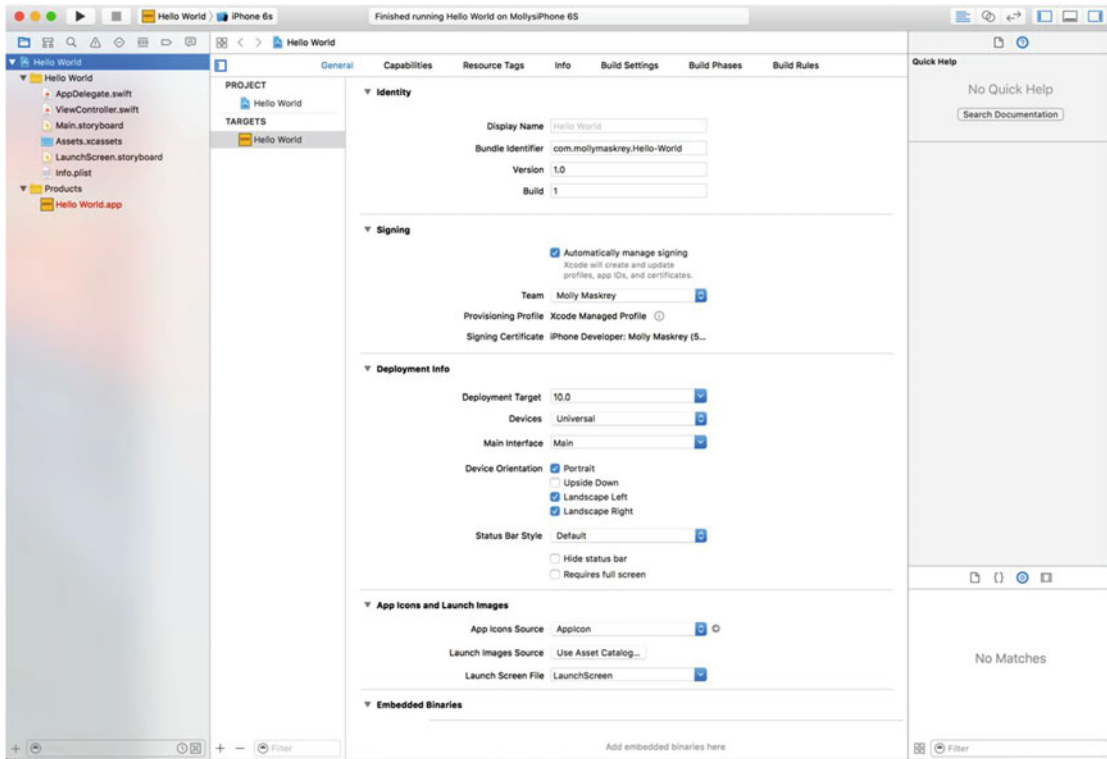 Hello World
iPhone 6s
Finished running Hello World on MollysiPhone 6S
Hello World
Hello World
AppDelegate.swift
ViewController.swift
Main.storyboard
Assets.xcassets
LaunchScreen.storyboard
Info.plist
Products
Hello World.app
Hello World
General Capabilities Resource Tags Info Build Settings Build Phases Build Rules
PROJECT
Hello World
TARGETS
Hello World
Filter
Identity
Display Name Hello World
Bundle Identifier com.mollymaskrey.Hello-World
Version 1.0
Build 1
Signing
Automatically manage signing
Xcode will create and update
profiles, app IDs, and certificates.
Team Molly Maskrey
Provisioning Profile Xcode Managed Profile
Signing Certificate iPhone Developer: Molly Maskrey (5...
Deployment Info
Deployment Target 10.0
Devices Universal
Main Interface Main
Device Orientation Portrait
Upside Down
Landscape Left
Landscape Right
Status Bar Style Default
Hide status bar
Requires full screen
App Icons and Launch Images
App Icons Source AppIcon
Launch Images Source Use Asset Catalog...
Launch Screen File LaunchScreen
Embedded Binaries
Add embedded binaries here
Quick Help
No Quick Help
Search Documentation
No Matches
Filter